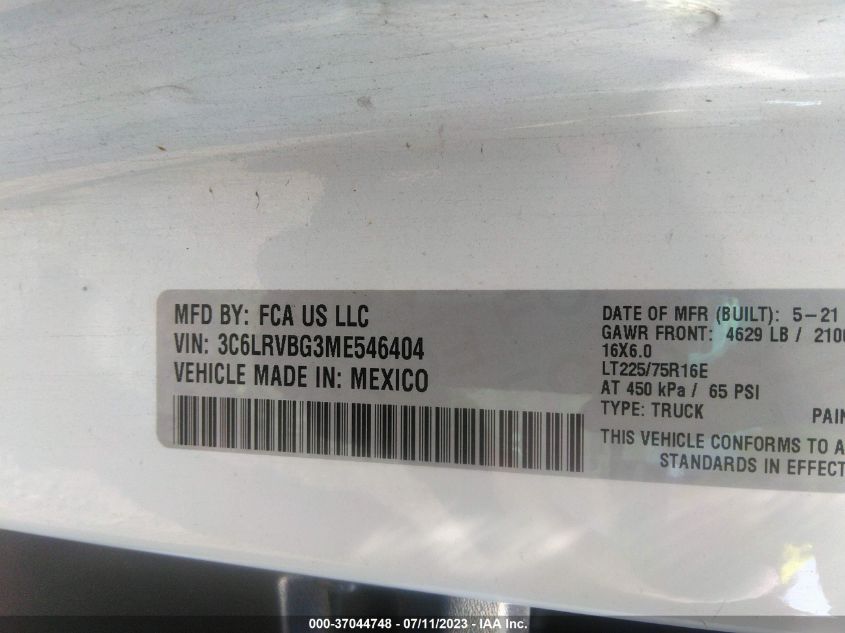 MFD BY: FCA US LLC
VIN: 3C6LRVBG3ME546404
VEHICLE MADE IN: MEXICO
DATE OF MFR (BUILT): 5-21
GAWR FRONT: 4629 LB / 2100
16X6.0
LT225/75R16E
AT 450 kPa / 65 PSI
TYPE: TRUCK
PAIN
THIS VEHICLE CONFORMS TO A
STANDARDS IN EFFECT
000-37044748 - 07/11/2023 - IAA Inc.